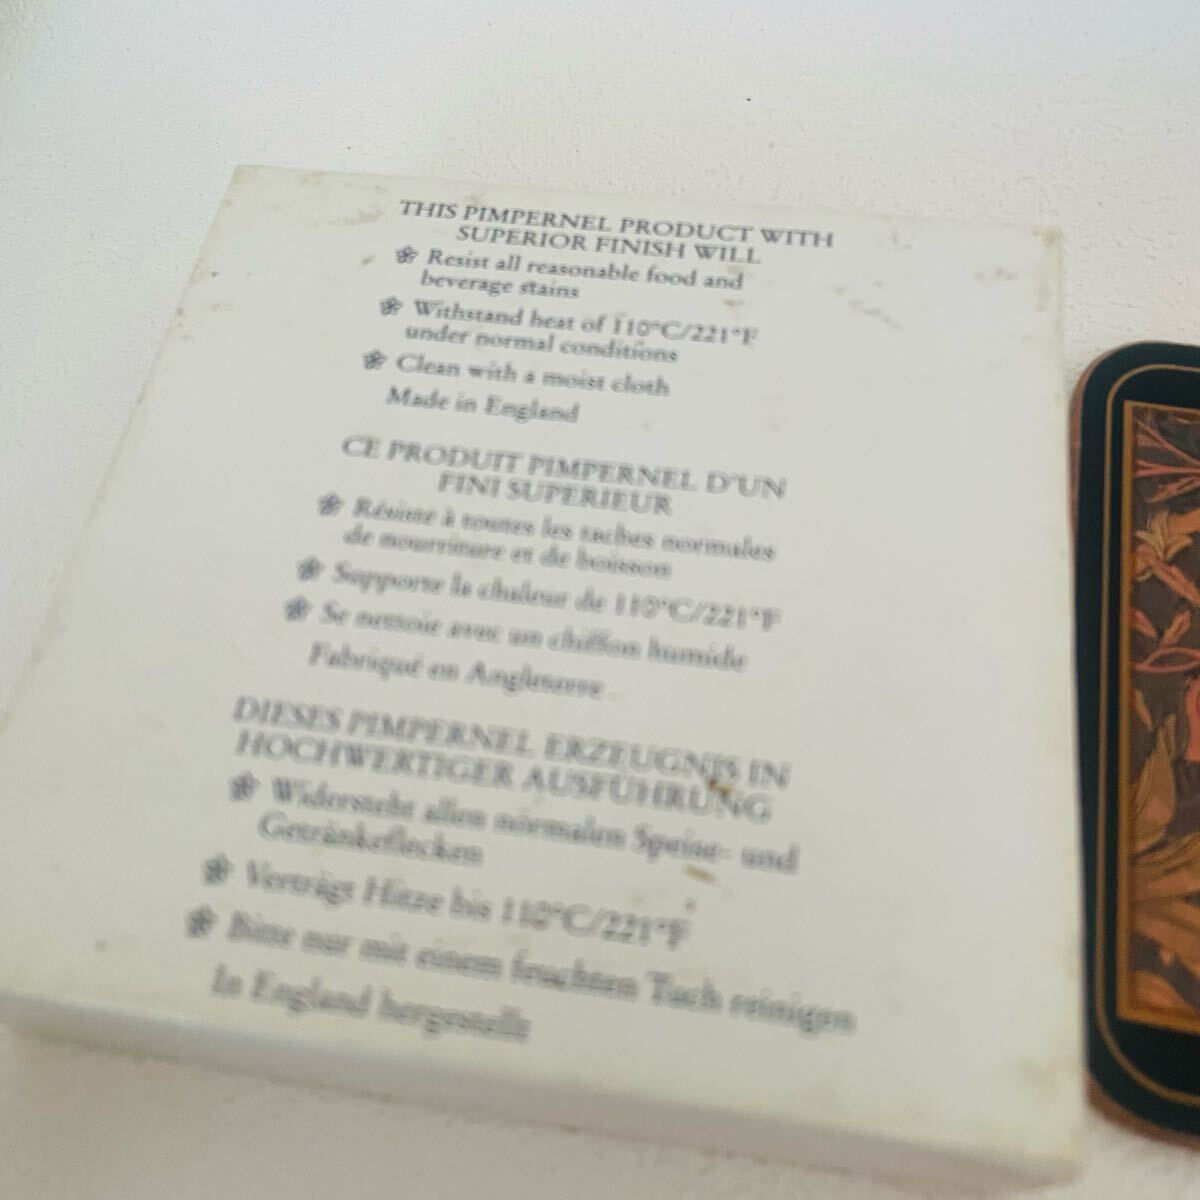 THIS PIMPERNEL PRODUCT WITH
SUPERIOR FINISH WILL
❀ Resist all reasonable food and
beverage stains
❀ Withstand heat of 110°C/221°F
under normal conditions
❀ Clean with a moist cloth
Made in England
CE PRODUIT PIMPERNEL D'UN
FINI SUPERIEUR
❀ Résiste à toutes les taches normales
de nourriture et de boisson
❀ Supporte la chaleur de 110°C/221°F
❀ Se nettoie avec un chiffon humide
Fabriqué en Angleterre
DIESES PIMPERNEL ERZEUGNIS IN
HOCHWERTIGER AUSFÜHRUNG
❀ Widersteht allen normalen Speise- und
Getränkeflecken
❀ Verträgt Hitze bis 110°C/221°F
❀ Bitte nur mit einem feuchten Tuch reinigen
In England hergestellt